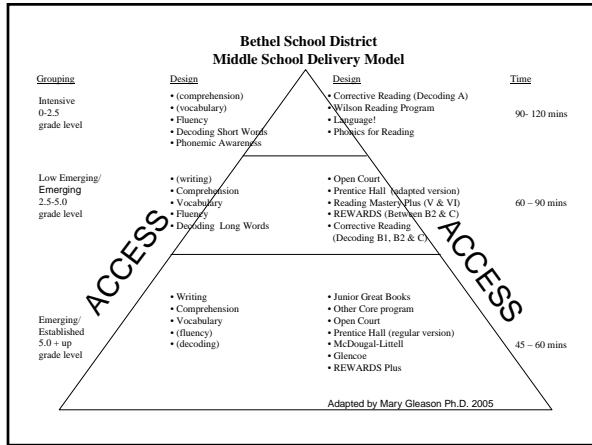 Bethel School District
Middle School Delivery Model
Grouping
Design
Design
Time
Intensive
0-2.5
grade level
• (comprehension)
• (vocabulary)
• Fluency
• Decoding Short Words
• Phonemic Awareness
• Corrective Reading (Decoding A)
• Wilson Reading Program
• Language!
• Phonics for Reading
90- 120 mins
Low Emerging/
Emerging
2.5-5.0
grade level
• (writing)
• Comprehension
• Vocabulary
• Fluency
• Decoding Long Words
• Open Court
• Prentice Hall (adapted version)
• Reading Mastery Plus (V & VI)
• REWARDS (Between B2 & C)
• Corrective Reading
(Decoding B1, B2 & C)
60 – 90 mins
ACCESS
ACCESS
Emerging/
Established
5.0 + up
grade level
• Writing
• Comprehension
• Vocabulary
• (fluency)
• (decoding)
• Junior Great Books
• Other Core program
• Open Court
• Prentice Hall (regular version)
• McDougal-Littell
• Glencoe
• REWARDS Plus
45 – 60 mins
Adapted by Mary Gleason Ph.D. 2005